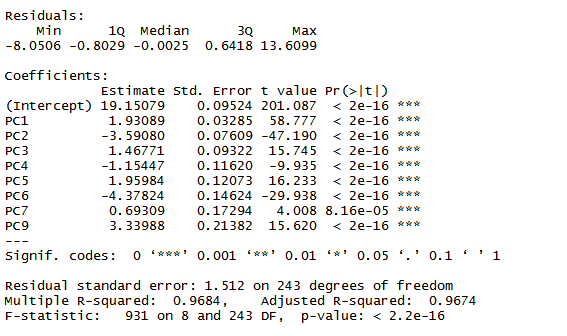 Residuals:
    Min      1Q  Median      3Q     Max
-8.0506 -0.8029 -0.0025  0.6418 13.6099
Coefficients:
            Estimate Std. Error t value Pr(>|t|)
(Intercept) 19.15079    0.09524 201.087  < 2e-16 ***
PC1          1.93089    0.03285  58.777  < 2e-16 ***
PC2         -3.59080    0.07609 -47.190  < 2e-16 ***
PC3          1.46771    0.09322  15.745  < 2e-16 ***
PC4         -1.15447    0.11620  -9.935  < 2e-16 ***
PC5          1.95984    0.12073  16.233  < 2e-16 ***
PC6         -4.37824    0.14624 -29.938  < 2e-16 ***
PC7          0.69309    0.17294   4.008 8.16e-05 ***
PC9          3.33988    0.21382  15.620  < 2e-16 ***
---
Signif. codes:  0 ‘***’ 0.001 ‘**’ 0.01 ‘*’ 0.05 ‘.’ 0.1 ‘ ’ 1
Residual standard error: 1.512 on 243 degrees of freedom
Multiple R-squared:  0.9684,    Adjusted R-squared:  0.9674
F-statistic:   931 on 8 and 243 DF,  p-value: < 2.2e-16